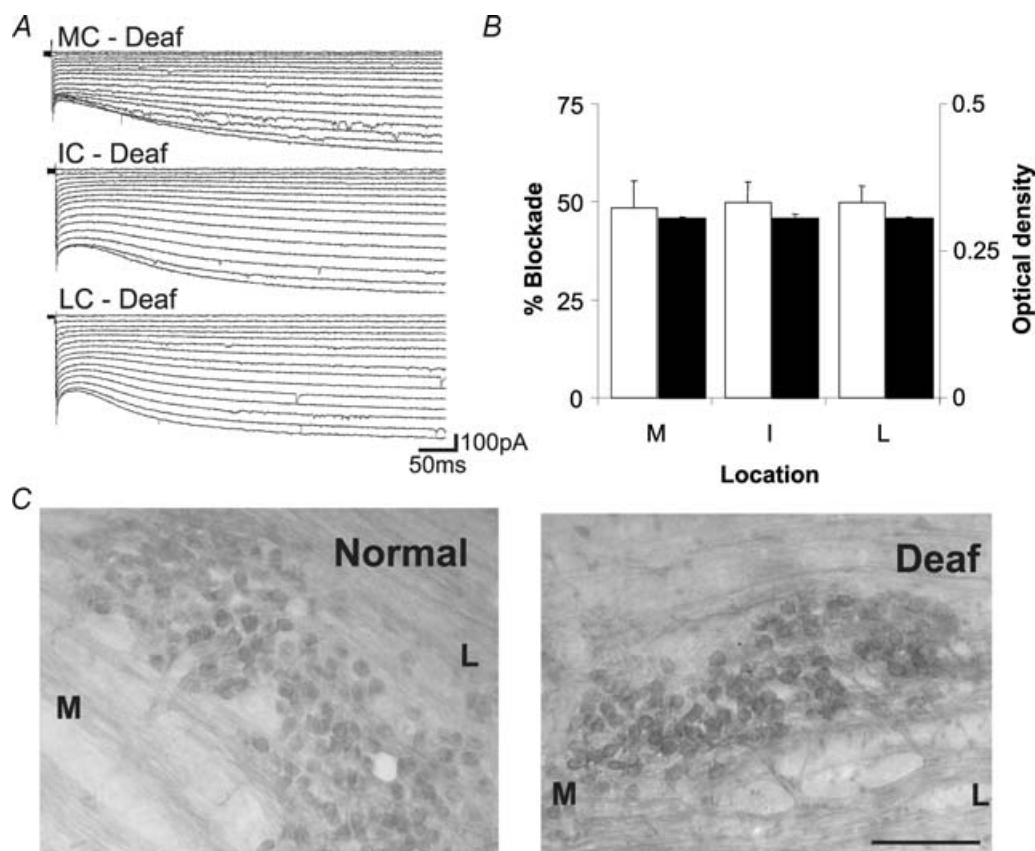 A
MC - Deaf
IC - Deaf
LC - Deaf
100pA
50ms
B
75
50
25
0
% Blockade
0.5
0.25
0
Optical density
M I L
Location
C
Normal
M
L
Deaf
M
L